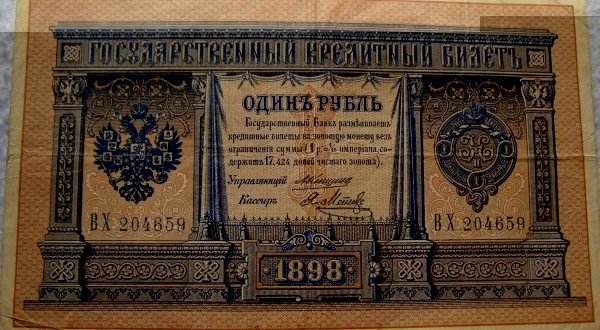 ГОСУДАРСТВЕННЫЙ КРЕДИТНЫЙ БИЛЕТЪ
ОДИНЪ РУБЛЬ
Государственный Банкъ размѣниваетъ
кредитные билеты на золотую монету безъ
ограниченія суммы (1 р. = 1/15 имперіала, со-
держитъ 17,424 долей чистаго золота).
Управляющій
Кассиръ
ВХ 204659
ВХ 204659
1898